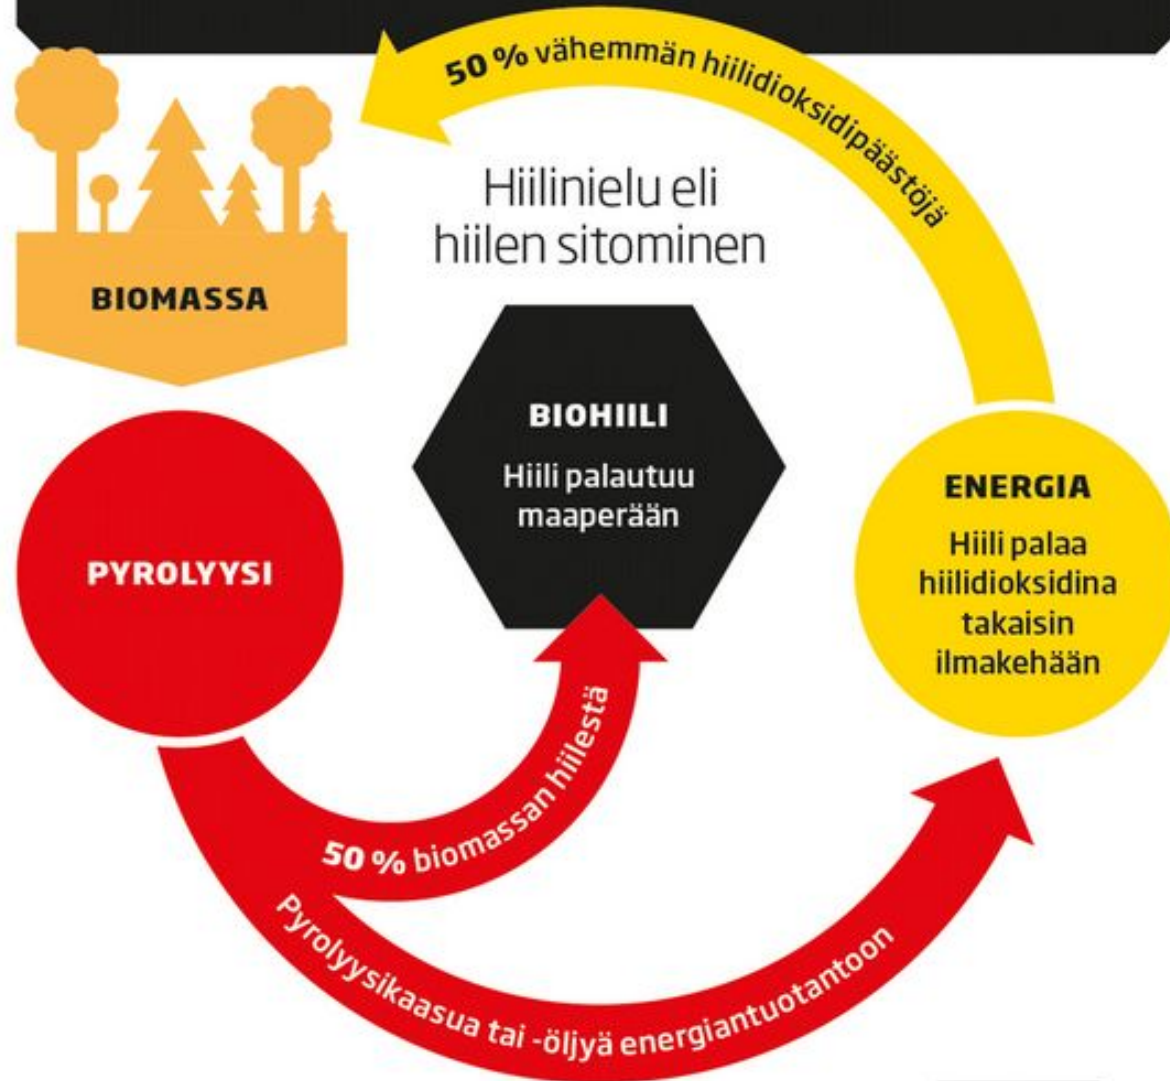 50 % vähemmän hiilidioksidipäästöjä
Hiilinielu eli
hiilen sitominen
BIOMASSA
BIOHIILI
Hiili palautuu
maaperään
ENERGIA
Hiili palaa
hiilidioksidina
takaisin
ilmakehään
PYROLYYSI
50 % biomassan hiilestä
Pyrolyysikaasua tai -öljyä energiantuotantoon